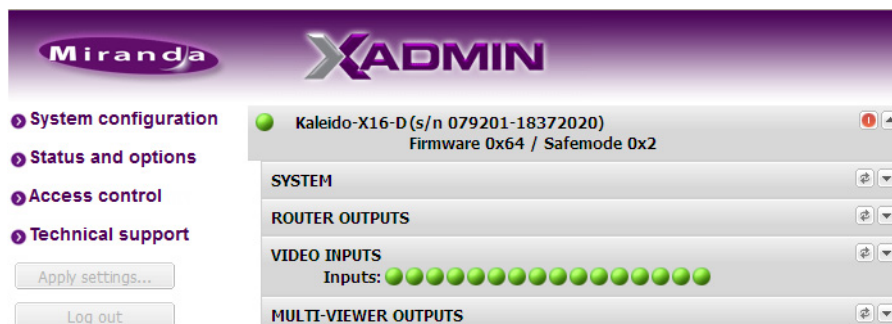 Miranda
XADMIN
System configuration
Status and options
Access control
Technical support
Apply settings...
Log out
Kaleido-X16-D (s/n 079201-18372020)
Firmware 0x64 / Safemode 0x2
SYSTEM
ROUTER OUTPUTS
VIDEO INPUTS
Inputs:
MULTI-VIEWER OUTPUTS